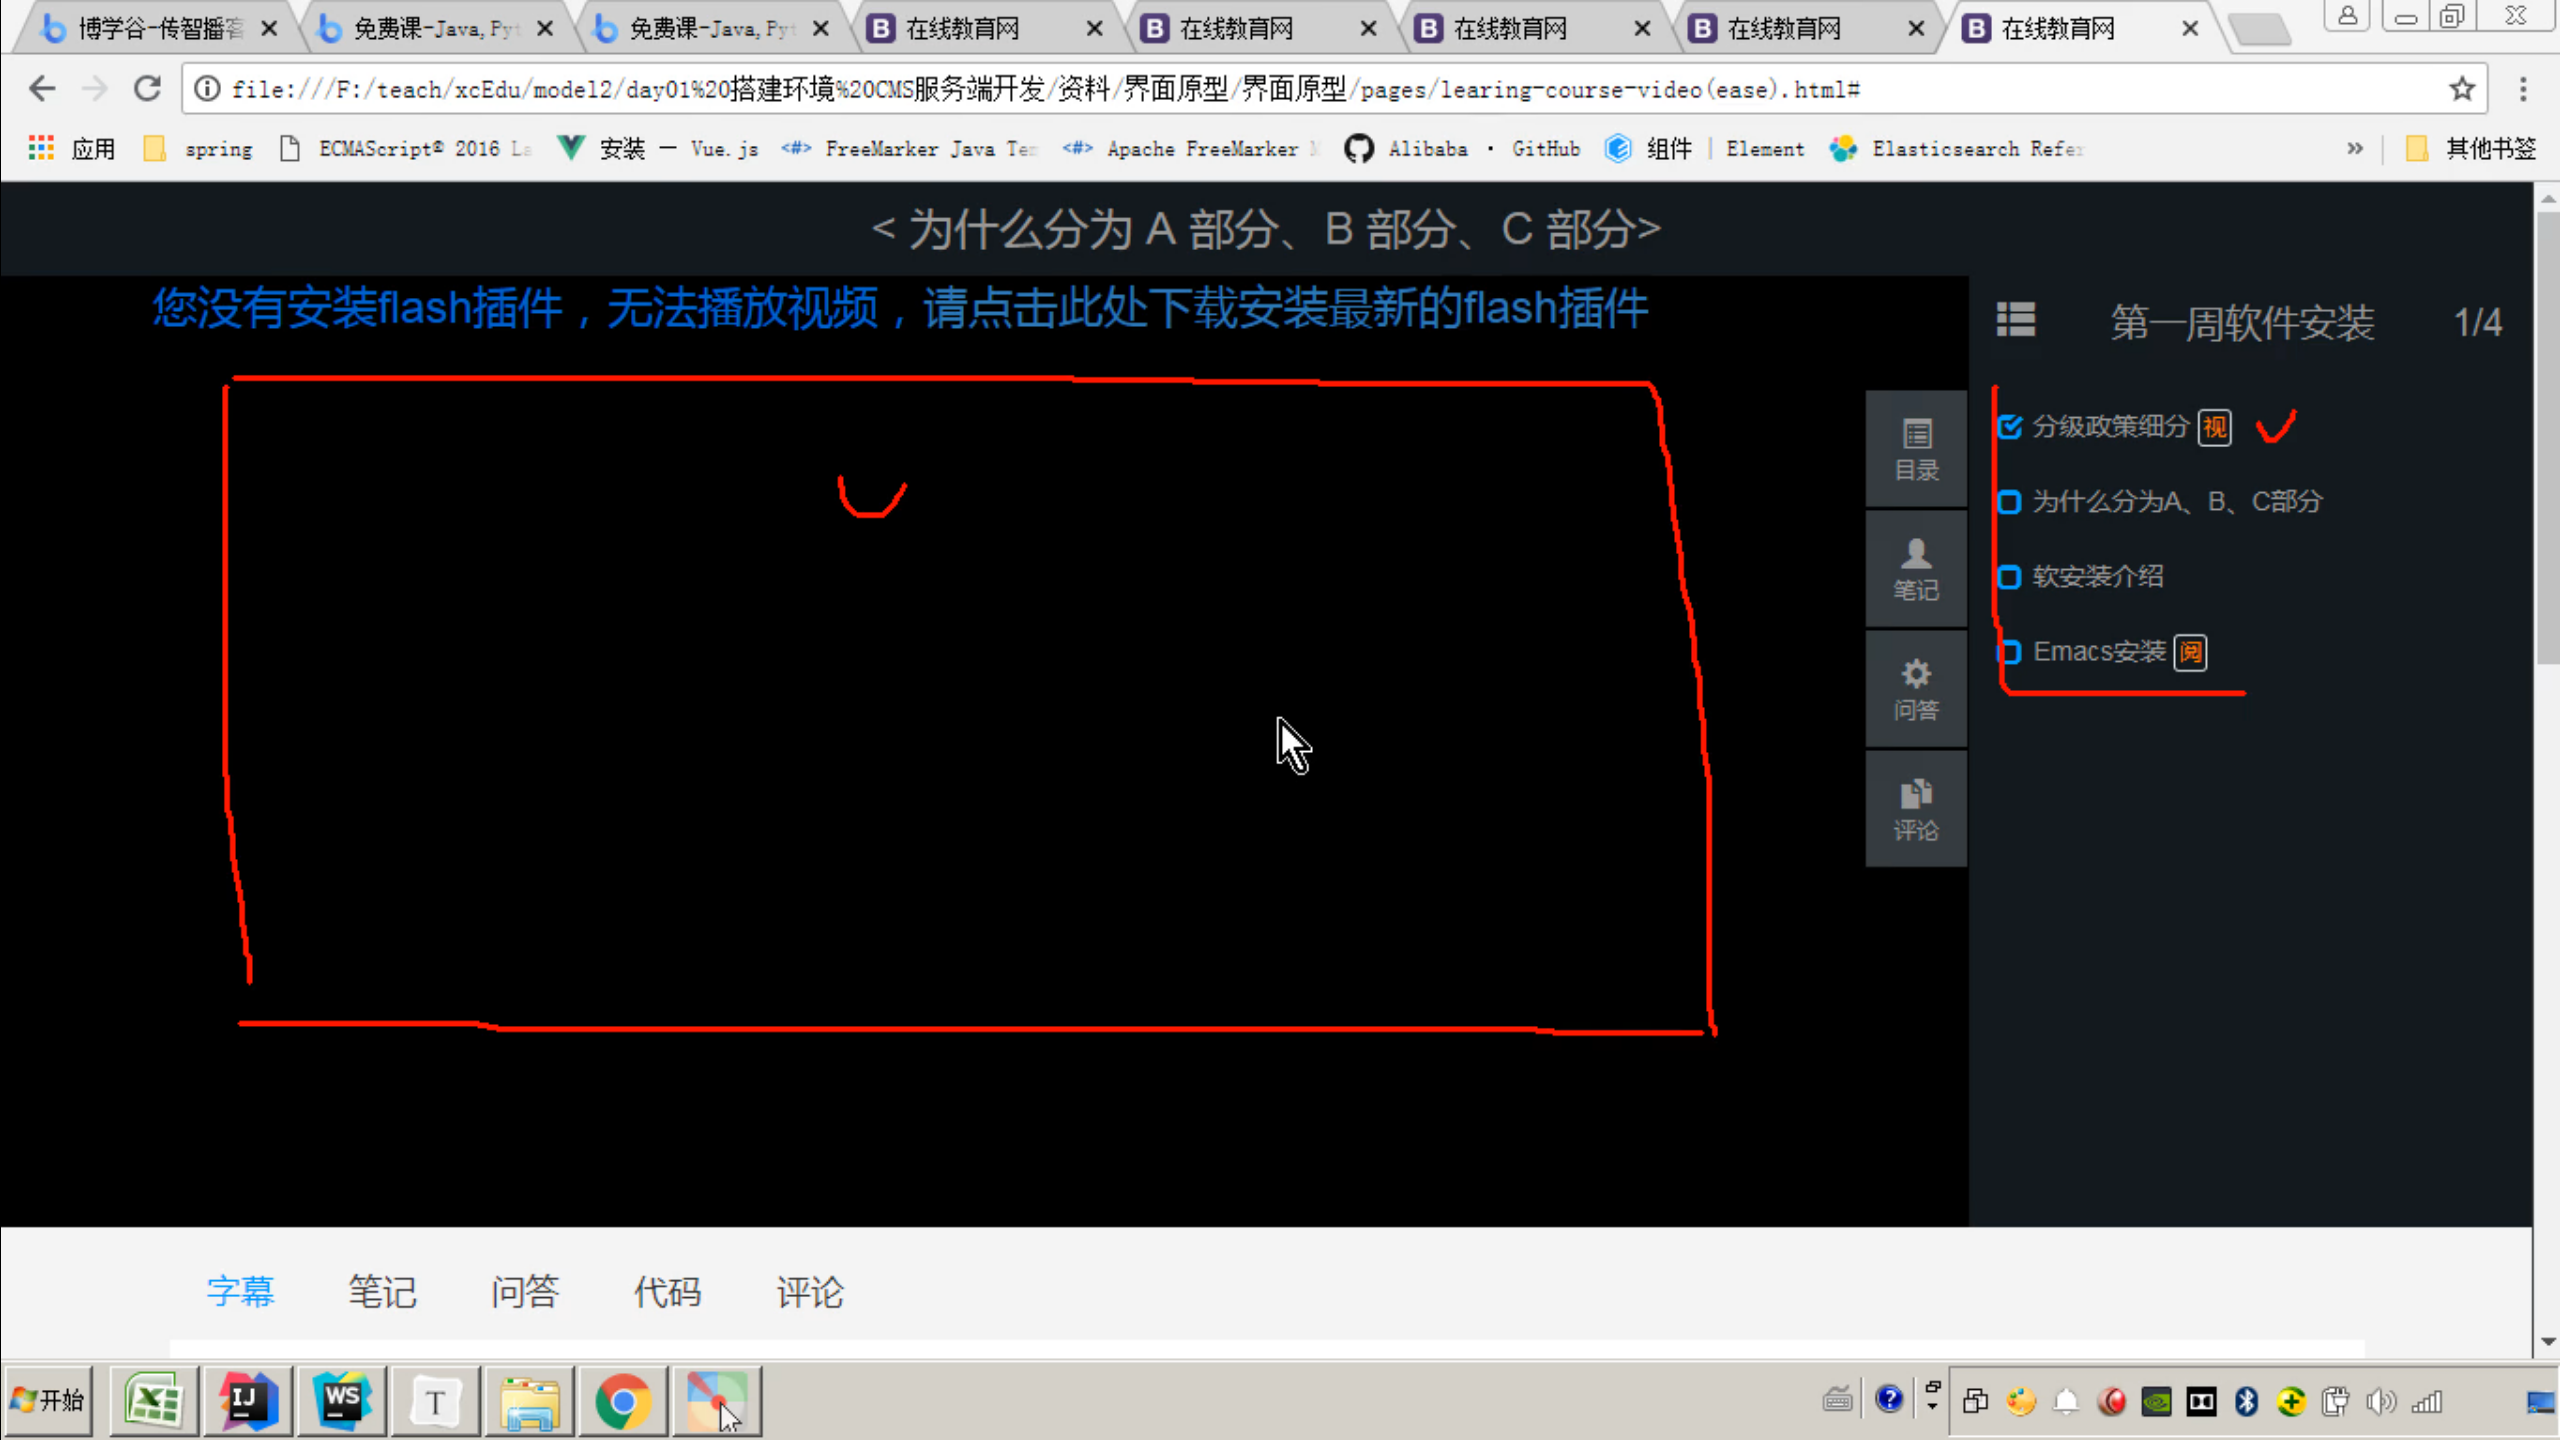 博学谷-传智播客
免费课-Java,Py
免费课-Java,Py
在线教育网
在线教育网
在线教育网
在线教育网
在线教育网
file:///F:/teach/xcEdu/model2/day01%20搭建环境%20CMS服务端开发/资料/界面原型/界面原型/pages/learing-course-video(ease).html#
应用 spring ECMAScript® 2016 La 安装 — Vue.js <#> FreeMarker Java Tem <#> Apache FreeMarker Alibaba · GitHub 组件 | Element Elasticsearch Refer » 其他书签
< 为什么分为 A 部分、B 部分、C 部分>
您没有安装flash插件，无法播放视频，请点击此处下载安装最新的flash插件
第一周软件安装 1/4
目录
笔记
问答
评论
分级政策细分 视
为什么分为A、B、C部分
软安装介绍
Emacs安装 阅
字幕 笔记 问答 代码 评论
开始
IJ
WS
T